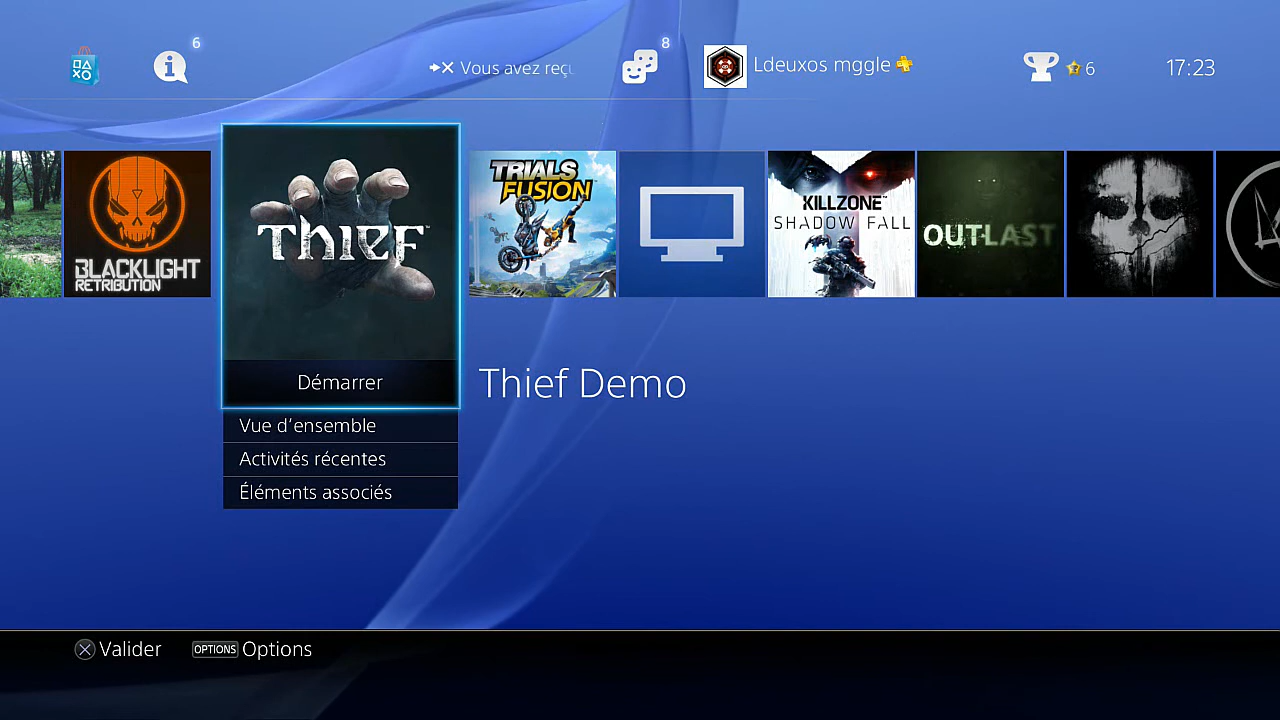 6
Vous avez reç
8
Ldeuxos mggle
6
17:23
BLACKLIGHT
RETRIBUTION
THIEF
TRIALS
FUSION
KILLZONE
SHADOW FALL
OUTLAST
Démarrer
Thief Demo
Vue d'ensemble
Activités récentes
Éléments associés
Valider
OPTIONS Options